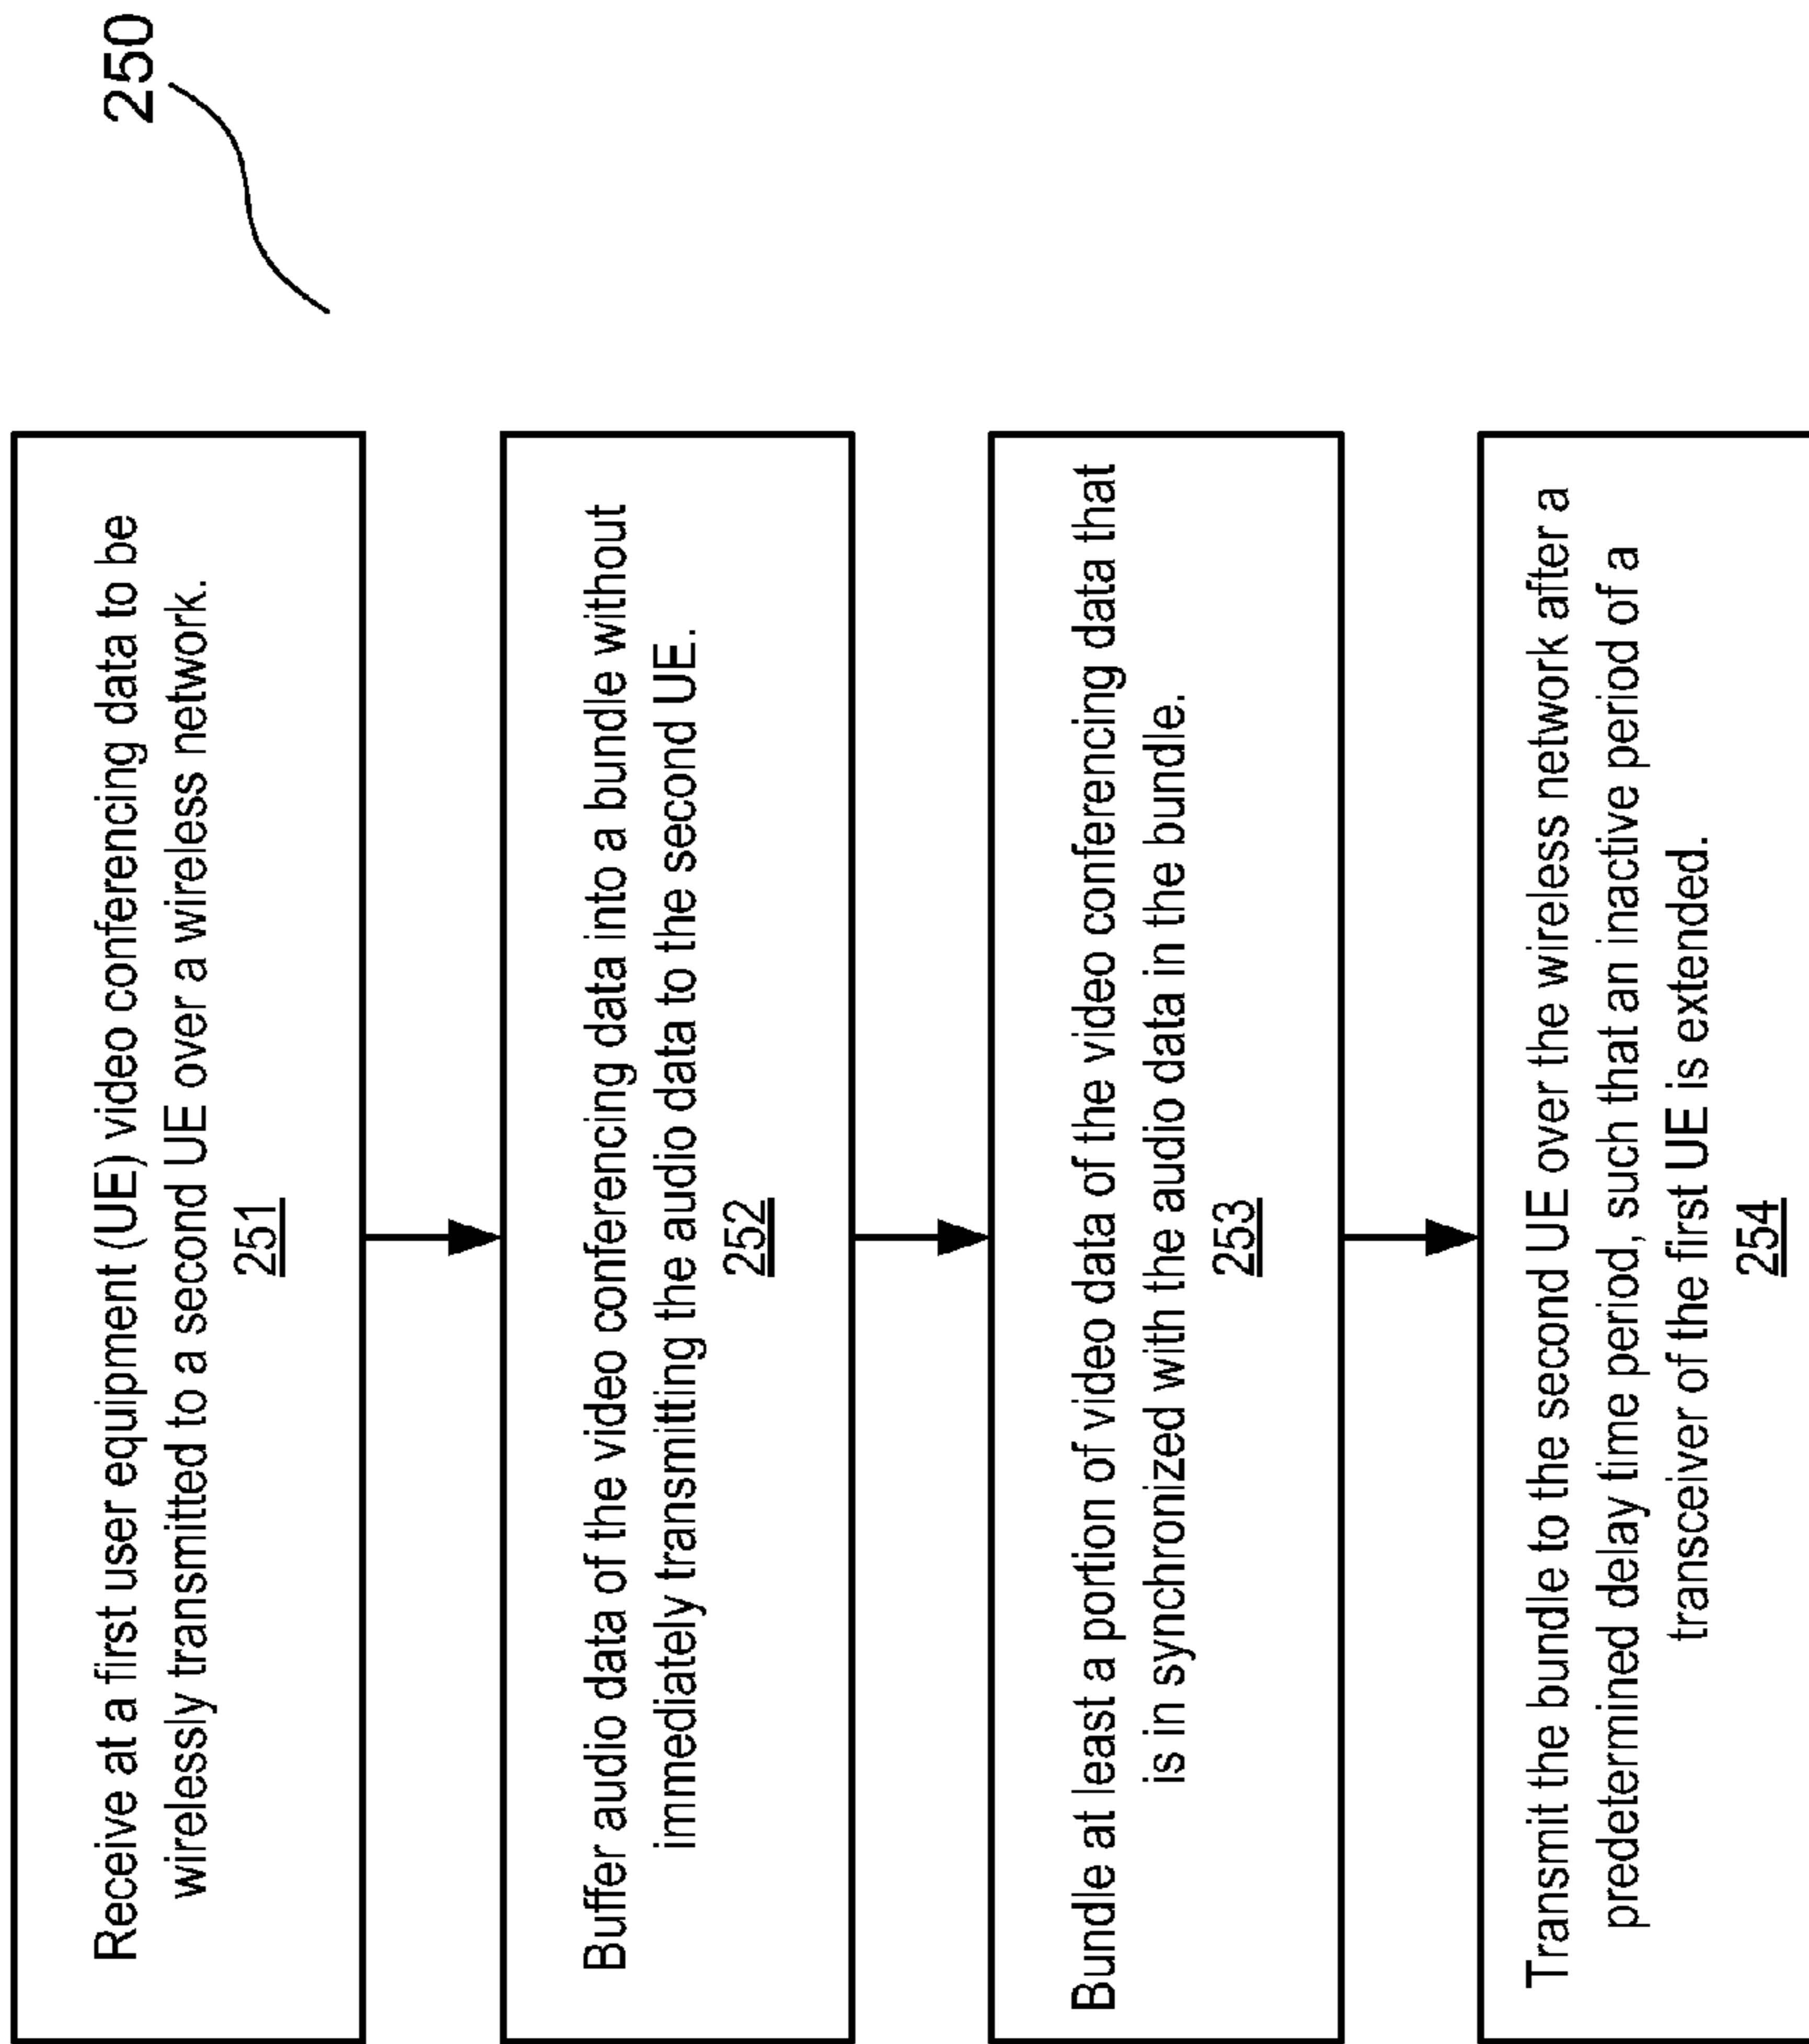 250
Receive at a first user equipment (UE) video conferencing data to be
wirelessly transmitted to a second UE over a wireless network.
251
Buffer audio data of the video conferencing data into a bundle without
immediately transmitting the audio data to the second UE.
252
Bundle at least a portion of video data of the video conferencing data that
is in synchronized with the audio data in the bundle.
253
Transmit the bundle to the second UE over the wireless network after a
predetermined delay time period, such that an inactive period of a
transceiver of the first UE is extended.
254